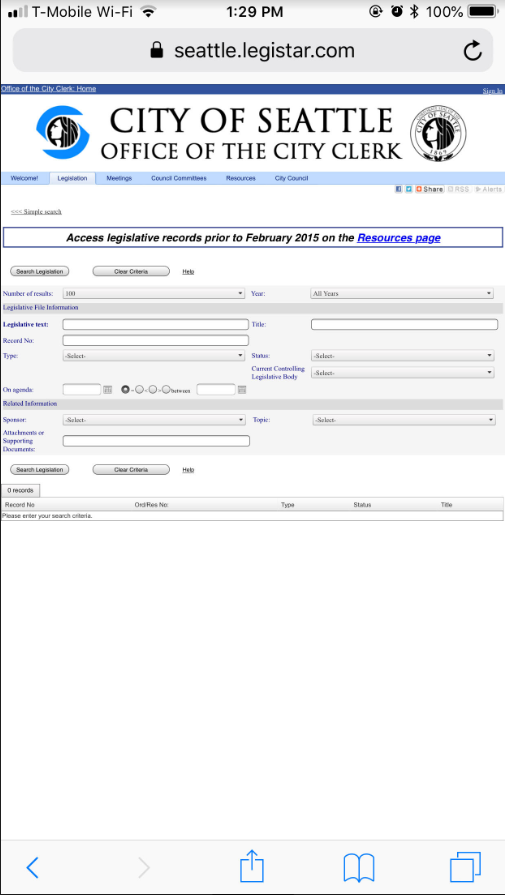 T-Mobile Wi-Fi 1:29 PM 100%
seattle.legistar.com
Office of the City Clerk: Home Sign In
CITY OF SEATTLE
OFFICE OF THE CITY CLERK
Welcome! Legislation Meetings Council Committees Resources City Council
Share RSS Alerts
<<< Simple search
Access legislative records prior to February 2015 on the Resources page
Search Legislation Clear Criteria Help
Number of results: 100 Year: All Years
Legislative File Information
Legislative text: Title:
Record No:
Type: -Select- Status: -Select-
Current Controlling
Legislative Body -Select-
On agenda: = < > between
Related Information
Sponsor: -Select- Topic: -Select-
Attachments or
Supporting
Documents:
Search Legislation Clear Criteria Help
0 records
Record No Ord/Res No: Type Status Title
Please enter your search criteria.